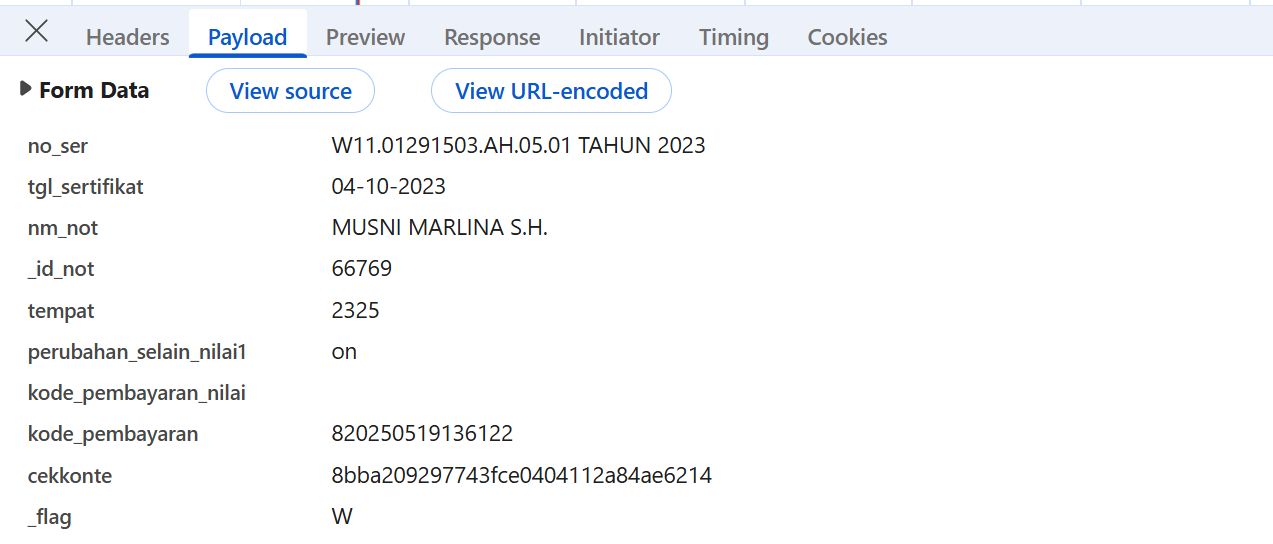 Headers Payload Preview Response Initiator Timing Cookies
Form Data View source View URL-encoded
no_ser W11.01291503.AH.05.01 TAHUN 2023
tgl_sertifikat 04-10-2023
nm_not MUSNI MARLINA S.H.
_id_not 66769
tempat 2325
perubahan_selain_nilai1 on
kode_pembayaran_nilai
kode_pembayaran 820250519136122
cekkonte 8bba209297743fce0404112a84ae6214
_flag W